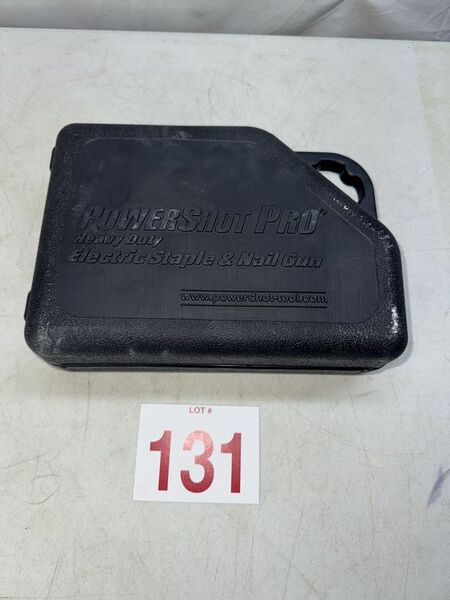 PowerShot Pro®
Heavy Duty
Electric Staple & Nail Gun
www.powershot-tool.com
LOT #
131